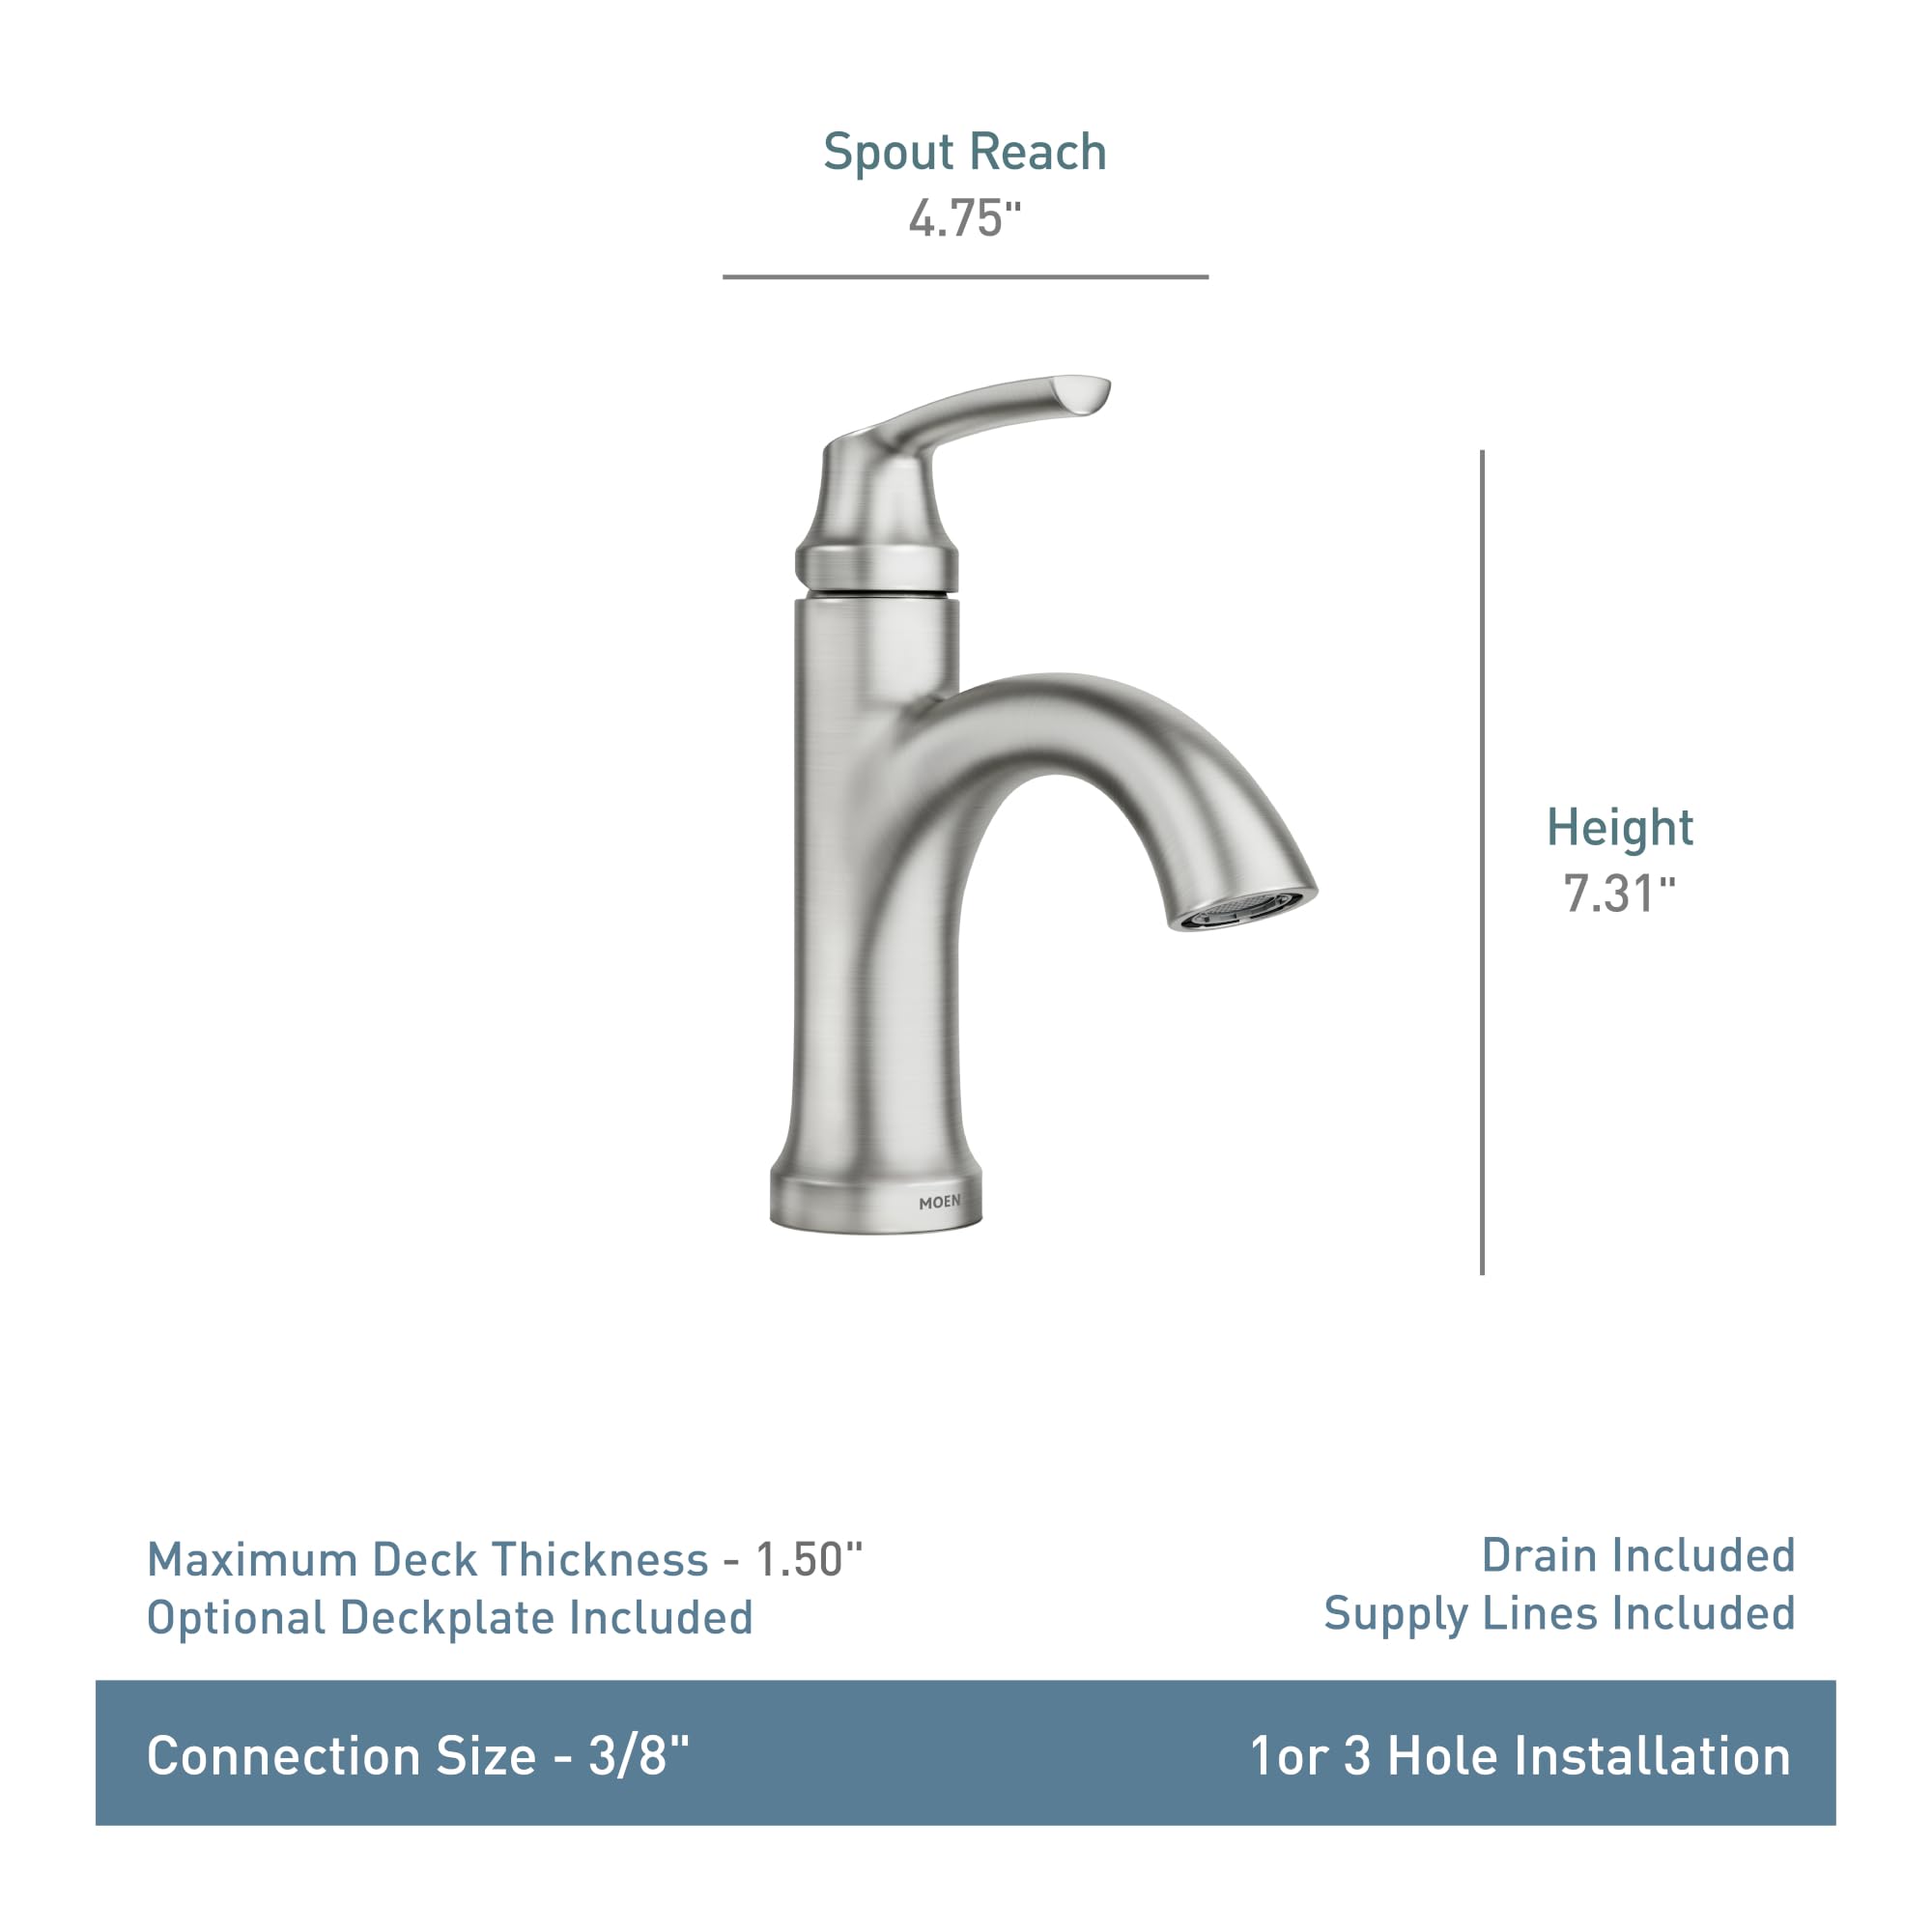 Spout Reach
4.75"
Height
7.31"
MOEN
Maximum Deck Thickness - 1.50"
Optional Deckplate Included
Drain Included
Supply Lines Included
Connection Size - 3/8"
1or 3 Hole Installation